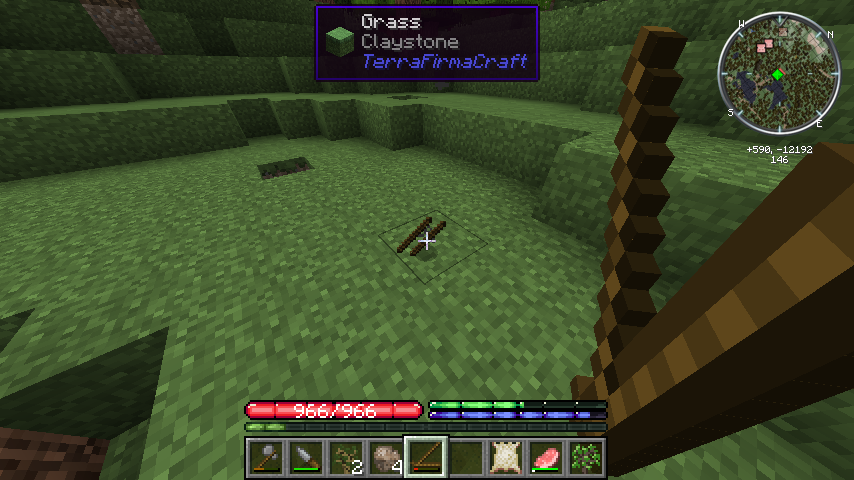 Grass
Claystone
TerraFirmaCraft
W
N
S
E
+590, -12192
146
966/966
2
4